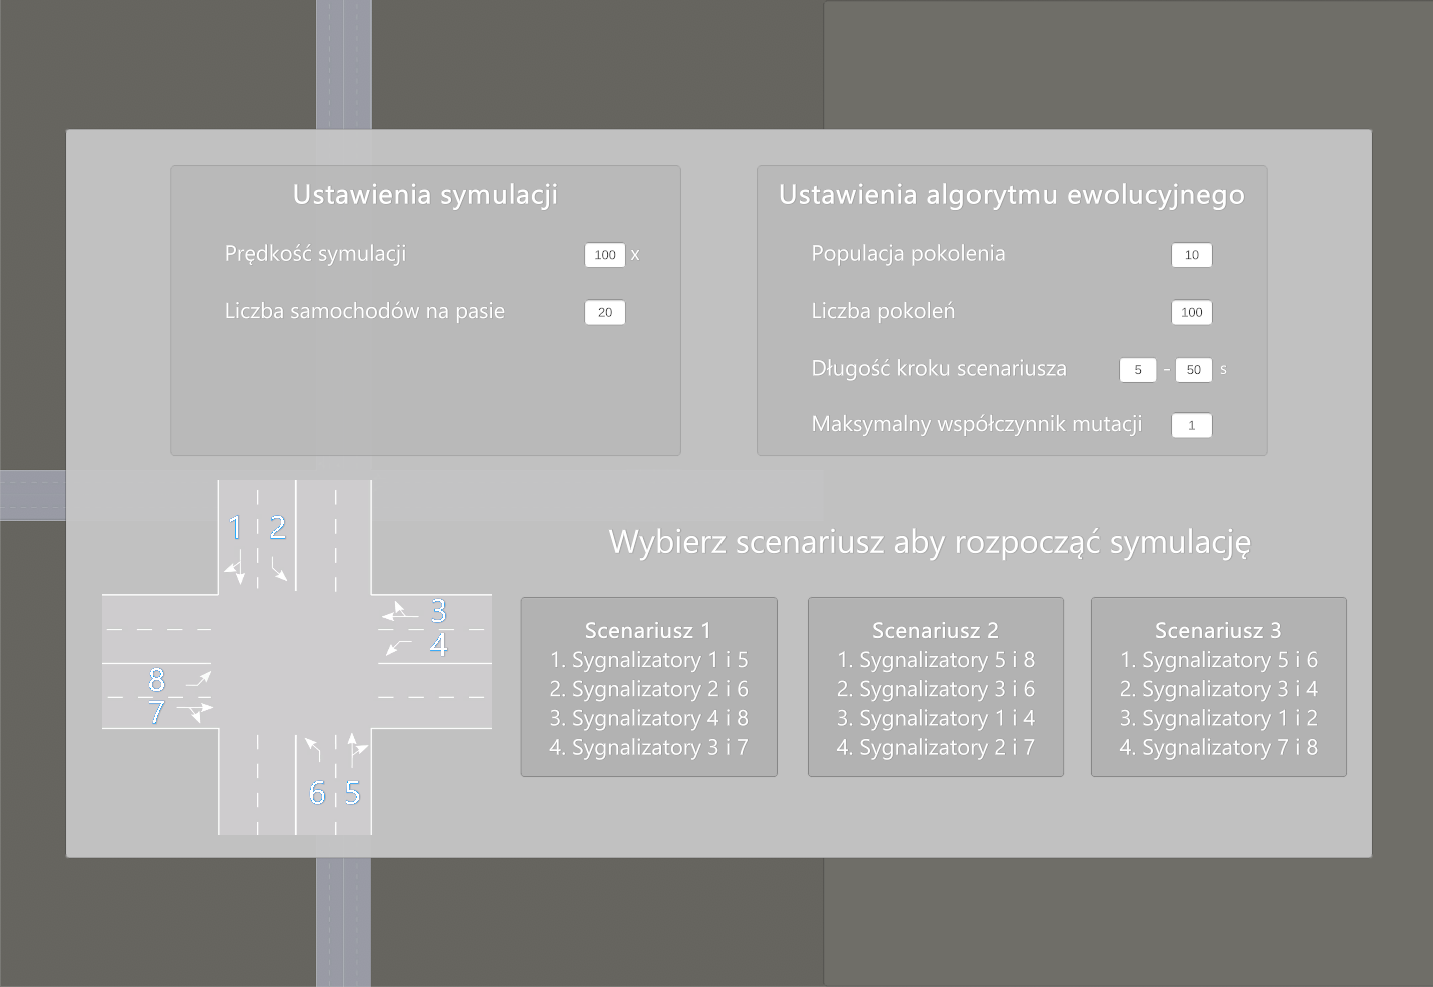 Ustawienia symulacji
Prędkość symulacji 100 x
Liczba samochodów na pasie 20
Ustawienia algorytmu ewolucyjnego
Populacja pokolenia 10
Liczba pokoleń 100
Długość kroku scenariusza 5 - 50 s
Maksymalny współczynnik mutacji 1
1 2
3
4
8
7
6 5
Wybierz scenariusz aby rozpocząć symulację
Scenariusz 1
1. Sygnalizatory 1 i 5
2. Sygnalizatory 2 i 6
3. Sygnalizatory 4 i 8
4. Sygnalizatory 3 i 7
Scenariusz 2
1. Sygnalizatory 5 i 8
2. Sygnalizatory 3 i 6
3. Sygnalizatory 1 i 4
4. Sygnalizatory 2 i 7
Scenariusz 3
1. Sygnalizatory 5 i 6
2. Sygnalizatory 3 i 4
3. Sygnalizatory 1 i 2
4. Sygnalizatory 7 i 8